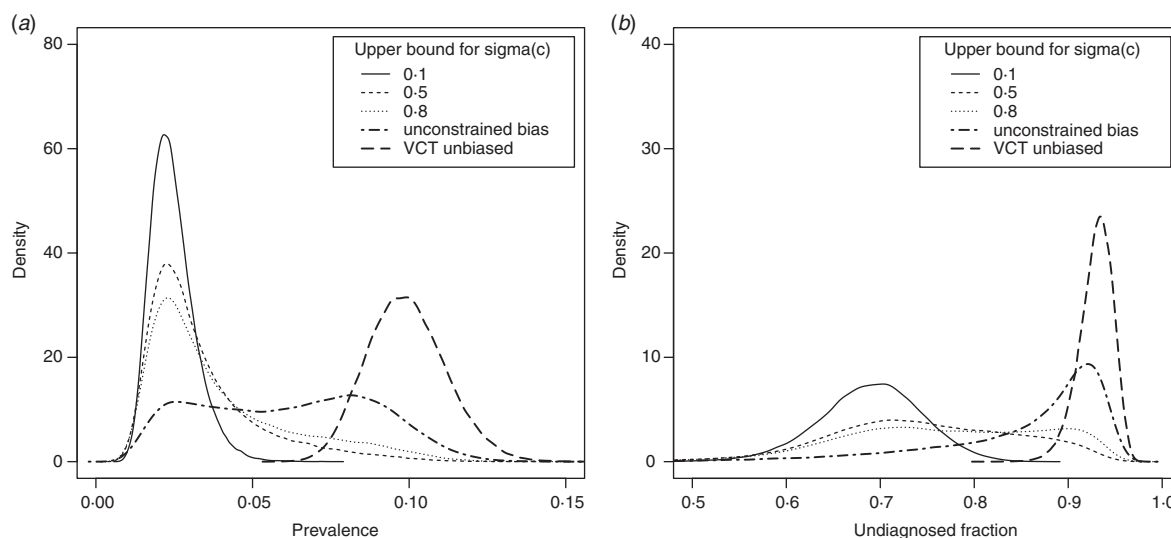 (a)
80
60
40
20
0
Density
0·00
0·05
0·10
0·15
Prevalence
Upper bound for sigma(c)
0·1
0·5
0·8
unconstrained bias
VCT unbiased
(b)
40
30
20
10
0
Density
0·5
0·6
0·7
0·8
0·9
1·0
Undiagnosed fraction
Upper bound for sigma(c)
0·1
0·5
0·8
unconstrained bias
VCT unbiased